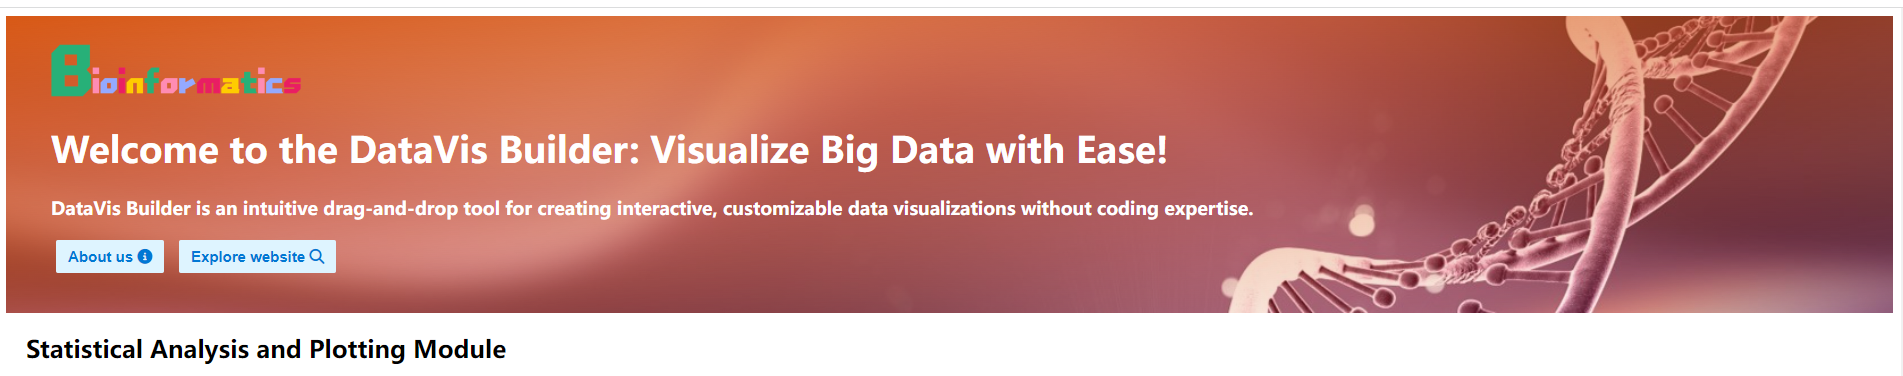 Bioinformatics
Welcome to the DataVis Builder: Visualize Big Data with Ease!
DataVis Builder is an intuitive drag-and-drop tool for creating interactive, customizable data visualizations without coding expertise.
About us
Explore website
Statistical Analysis and Plotting Module